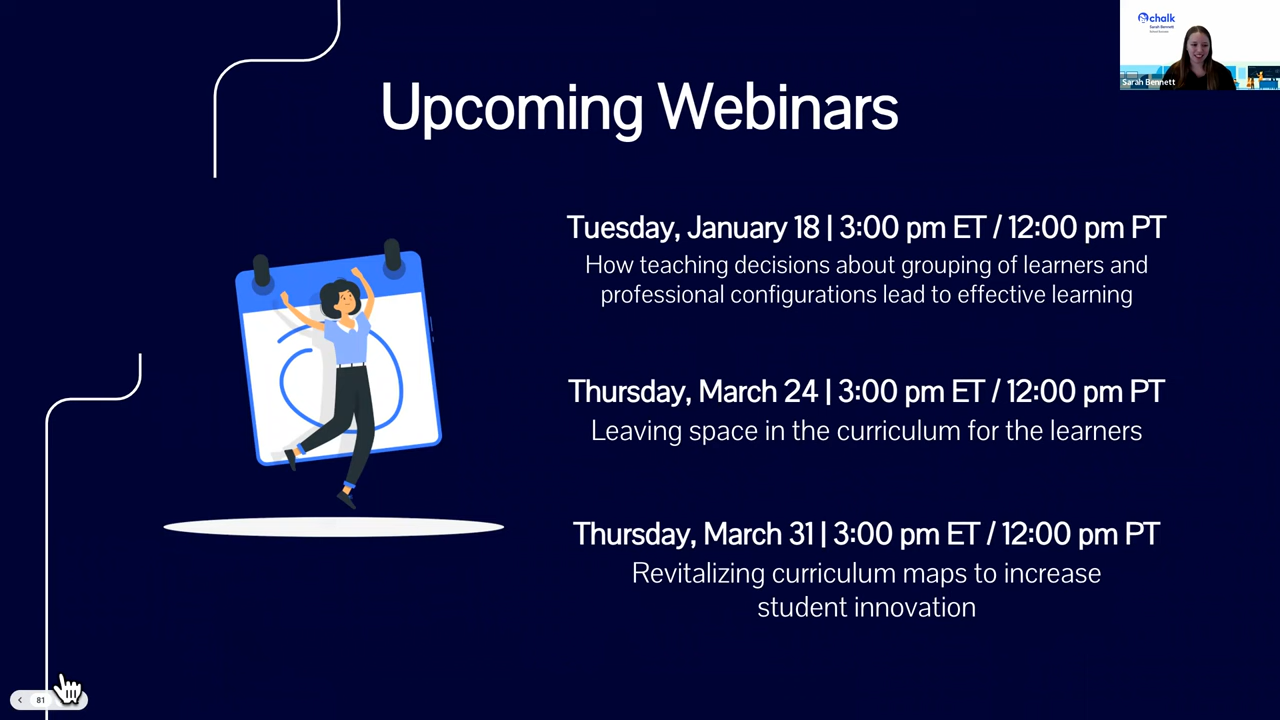 chalk
Sarah Bennett
Sarah Bennett
Upcoming Webinars
Tuesday, January 18 | 3:00 pm ET / 12:00 pm PT
How teaching decisions about grouping of learners and
professional configurations lead to effective learning
Thursday, March 24 | 3:00 pm ET / 12:00 pm PT
Leaving space in the curriculum for the learners
Thursday, March 31 | 3:00 pm ET / 12:00 pm PT
Revitalizing curriculum maps to increase
student innovation
81